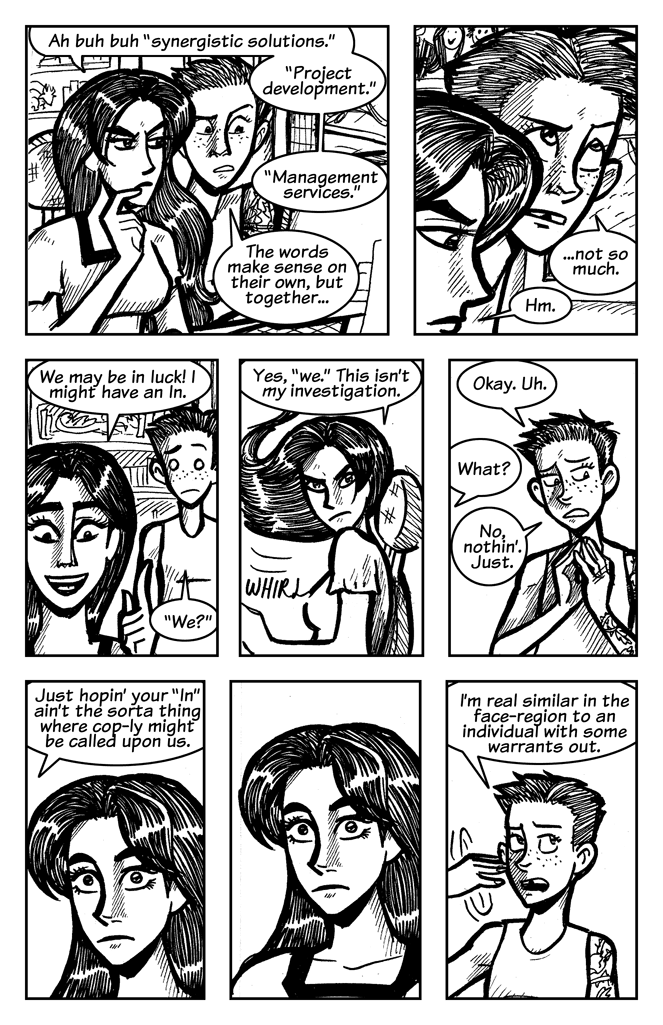 Ah buh buh “synergistic solutions.”
“Project
development."
“Management
services."
The words
make sense on
their own, but
together...
...not so
much.
Hm.
We may be in luck! I
might have an In.
“We?”
Yes, “we.” This isn't
my investigation.
WHIRL
Okay. Uh.
What?
No,
nothin'.
Just.
Just hopin' your “In”
ain't the sorta thing
where cop-ly might
be called upon us.
I'm real similar in the
face-region to an
individual with some
warrants out.